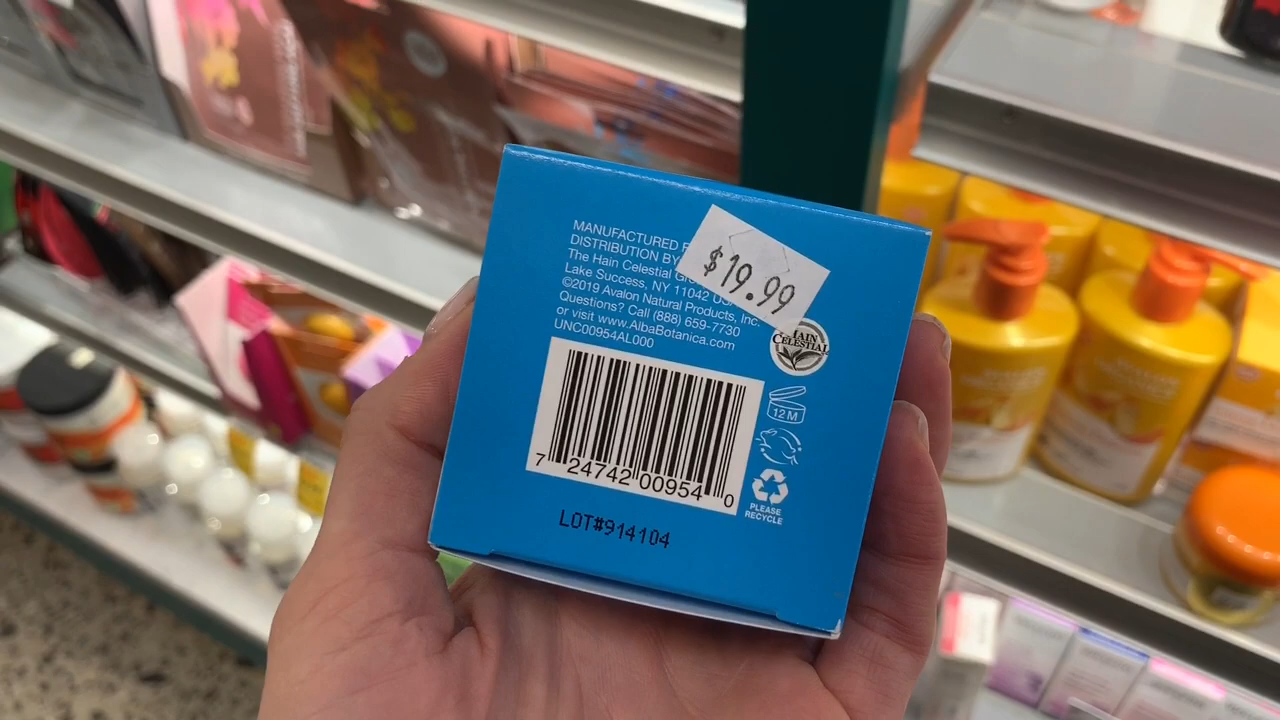 MANUFACTURED
DISTRIBUTION BY
The Hain Celestial
Lake Success, NY 11042
©2019 Avalon Natural Products, Inc.
Questions? Call (888) 659-7730
or visit www.AlbaBotanica.com
UNC00954AL000
$19.99
HAIN
CELESTIAL
12M
7 24742 00954 0
PLEASE
RECYCLE
LOT#914104